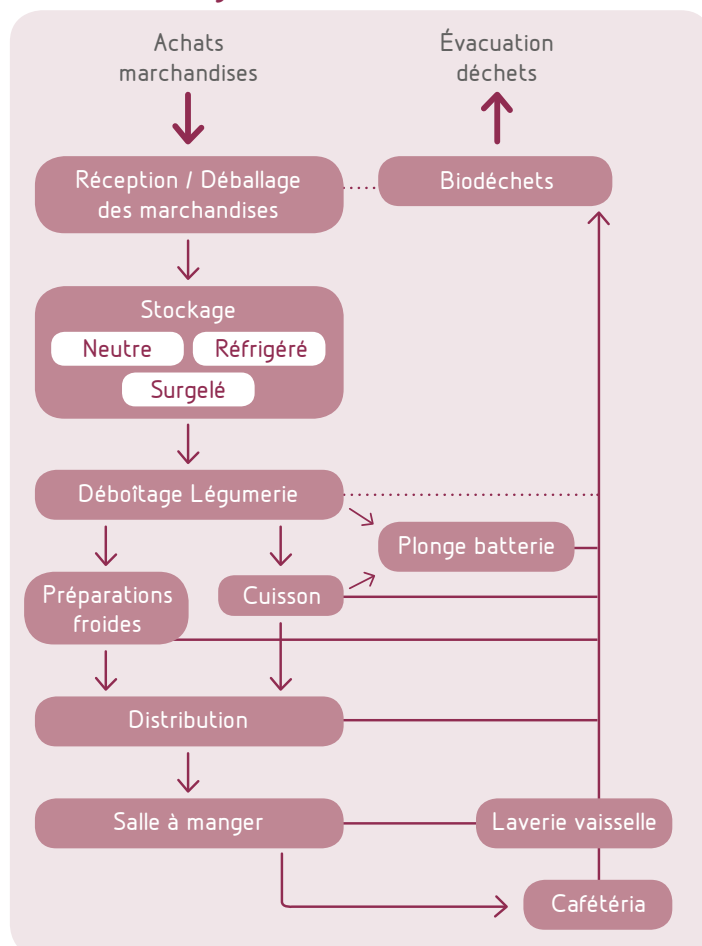 Achats
marchandises
Évacuation
déchets
Réception / Déballage
des marchandises
Biodéchets
Stockage
Neutre
Réfrigéré
Surgelé
Déboîtage Légumerie
Plonge batterie
Préparations
froides
Cuisson
Distribution
Salle à manger
Laverie vaisselle
Cafétéria